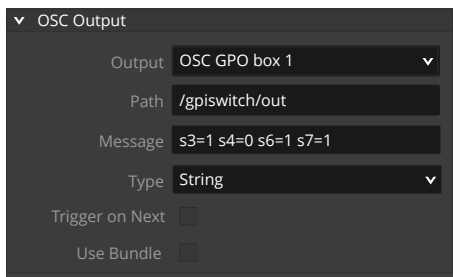 OSC Output
Output OSC GPO box 1
Path /gpiswitch/out
Message s3=1 s4=0 s6=1 s7=1
Type String
Trigger on Next
Use Bundle